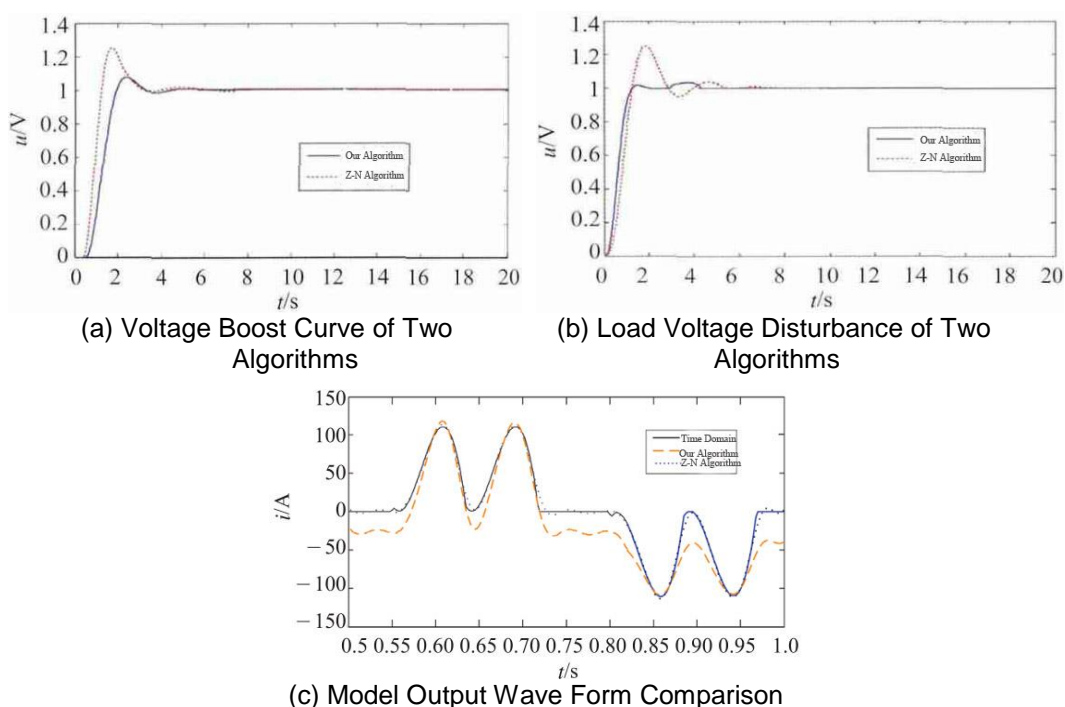 1.4
1.2
1
0.8
0.6
0.4
0.2
0
u/V
Our Algorithm
Z-N Algorithm
0 2 4 6 8 10 12 14 16 18 20
t/s
(a) Voltage Boost Curve of Two
Algorithms
1.4
1.2
1
0.8
0.6
0.4
0.2
0
u/V
Our Algorithm
Z-N Algorithm
0 2 4 6 8 10 12 14 16 18 20
t/s
(b) Load Voltage Disturbance of Two
Algorithms
150
100
50
0
−50
−100
−150
i/A
Time Domain
Our Algorithm
Z-N Algorithm
0.5 0.55 0.60 0.65 0.70 0.75 0.80 0.85 0.90 0.95 1.0
t/s
(c) Model Output Wave Form Comparison